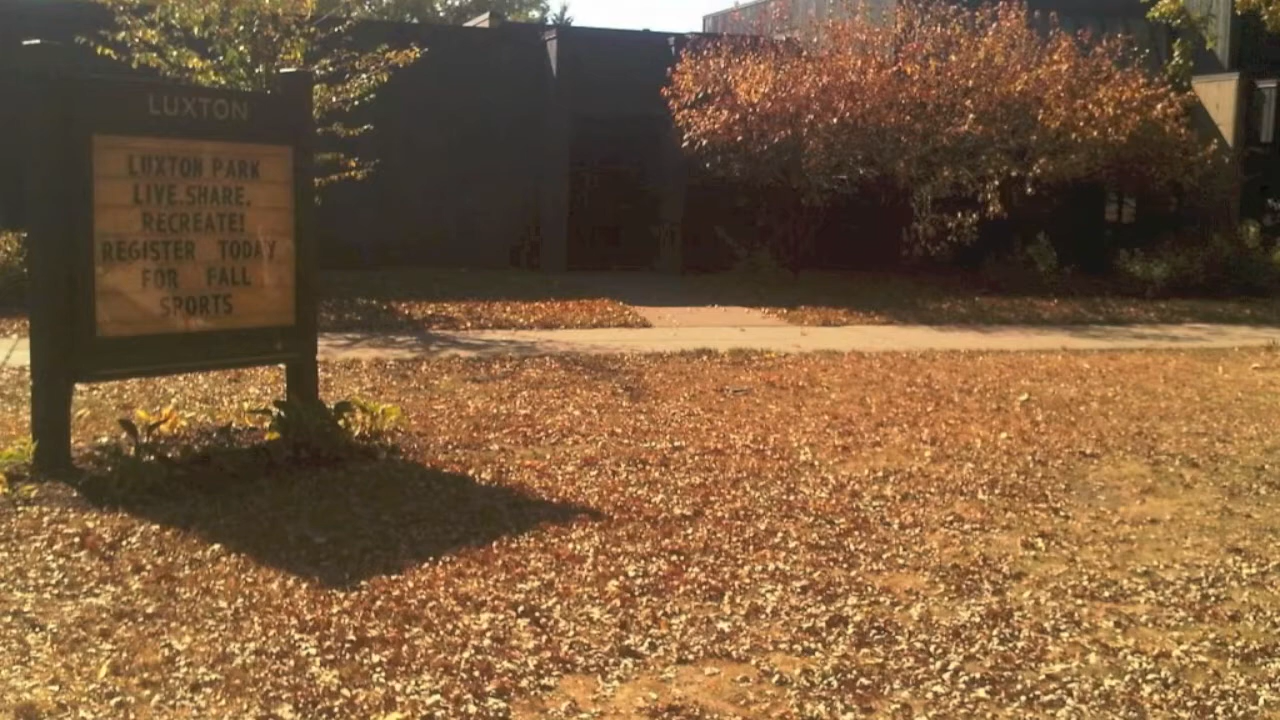 LUXTON
LUXTON PARK
LIVE.SHARE.
RECREATE!
REGISTER TODAY
FOR FALL
SPORTS